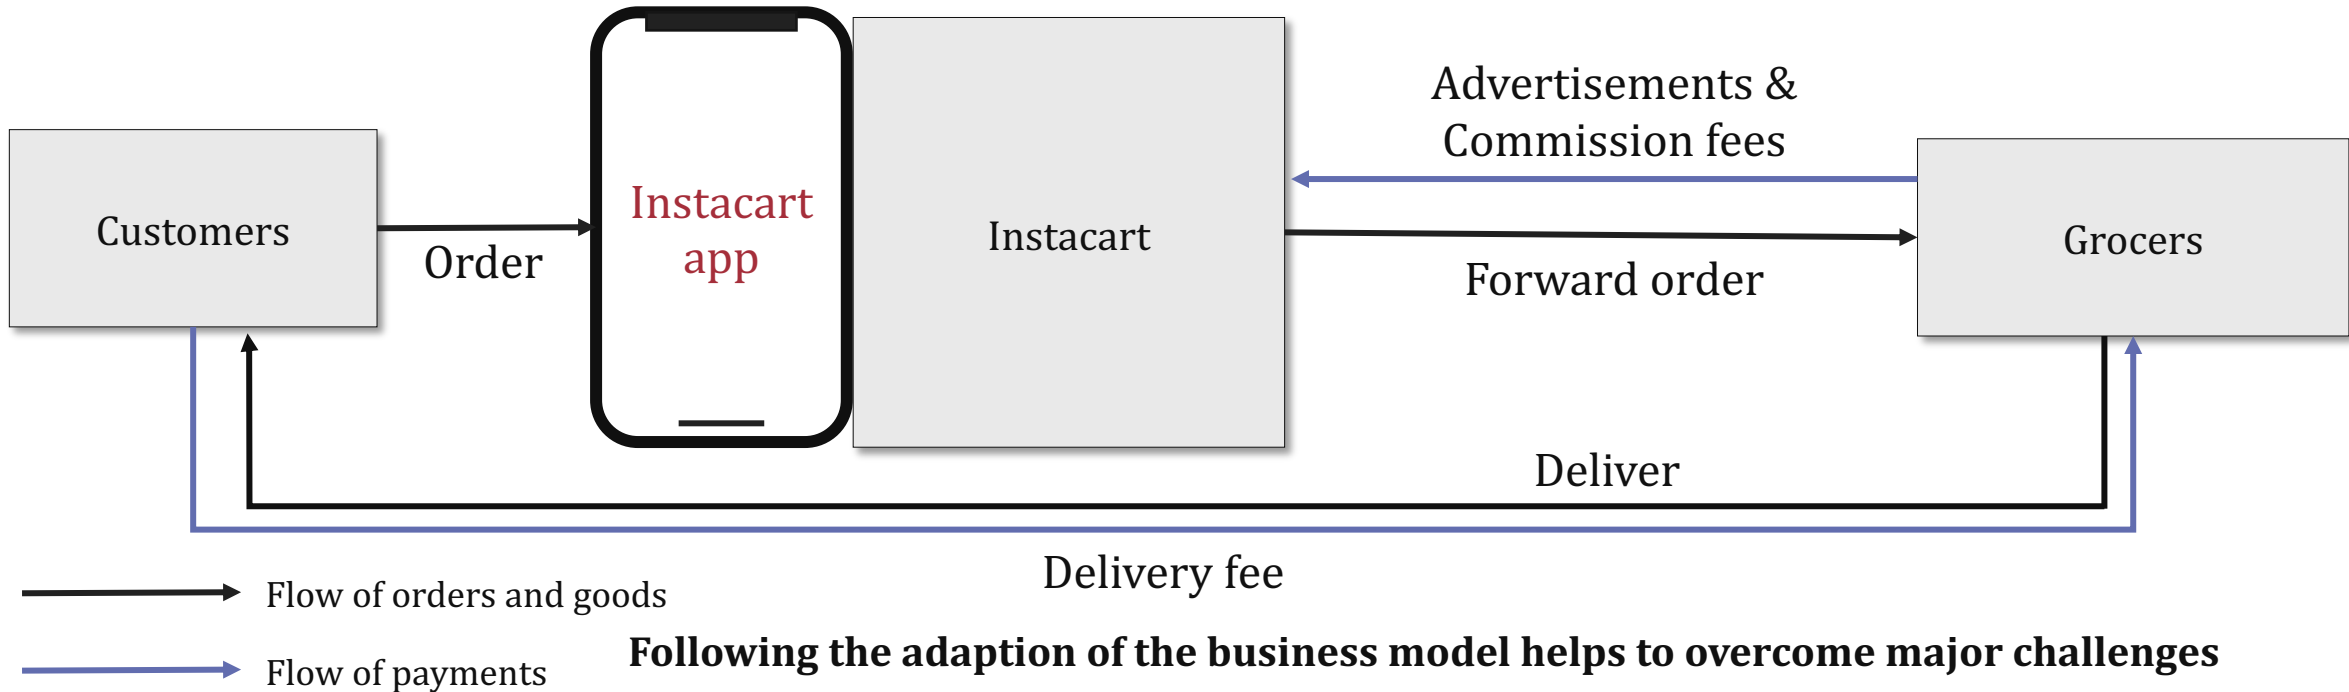 Advertisements &
Commission fees
Customers
Order
Instacart
app
Instacart
Forward order
Grocers
Deliver
Delivery fee
Flow of orders and goods
Flow of payments
Following the adaption of the business model helps to overcome major challenges